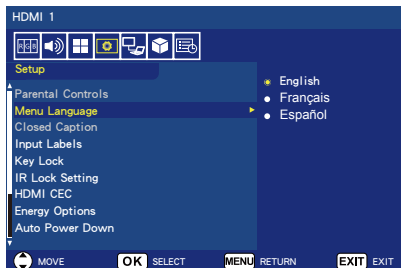 HDMI 1
RGB
Setup
Parental Controls
Menu Language
Closed Caption
Input Labels
Key Lock
IR Lock Setting
HDMI CEC
Energy Options
Auto Power Down
English
Français
Español
MOVE OK SELECT MENU RETURN EXIT EXIT